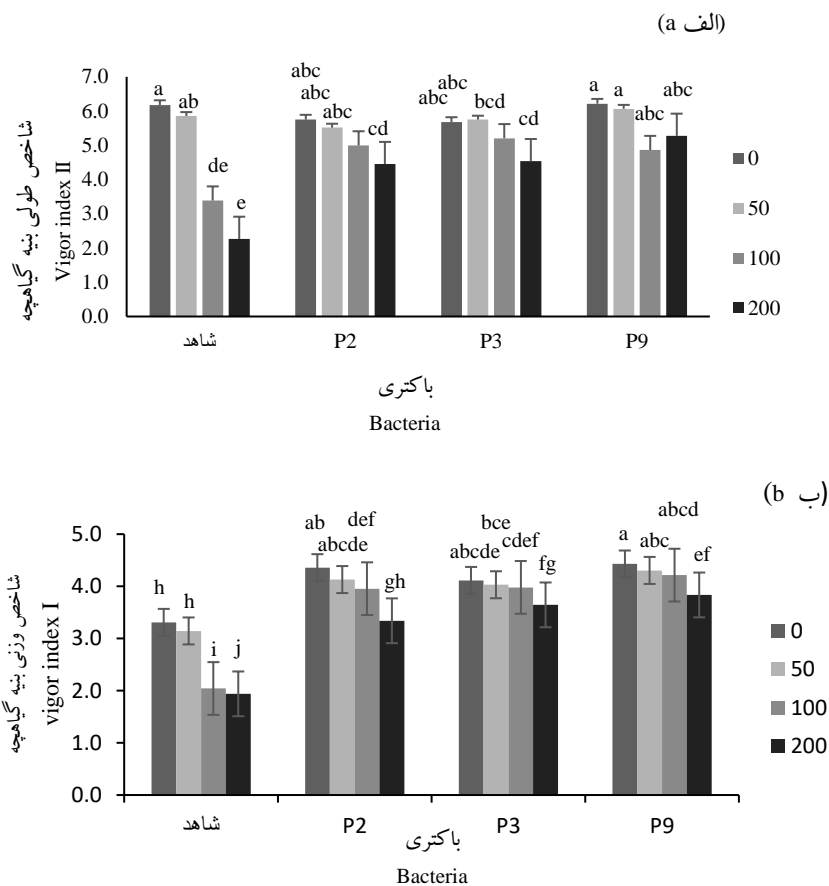 (الف a)
abc
a ab abc abc abc bcd a a abc
abc abc cd
de cd
e
7.0
6.0
5.0
4.0
3.0
2.0
1.0
0.0
شاخص طولی بنیه گیاهچه
Vigor index II
شاهد P2 P3 P9
باکتری
Bacteria
0
50
100
200
(ب b)
ab def bce abcd
abcde abcde cdef a abc
h h gh fg ef
i j
5.0
4.0
3.0
2.0
1.0
0.0
شاخص وزنی بنیه گیاهچه
vigor index I
شاهد P2 P3 P9
باکتری
Bacteria
0
50
100
200